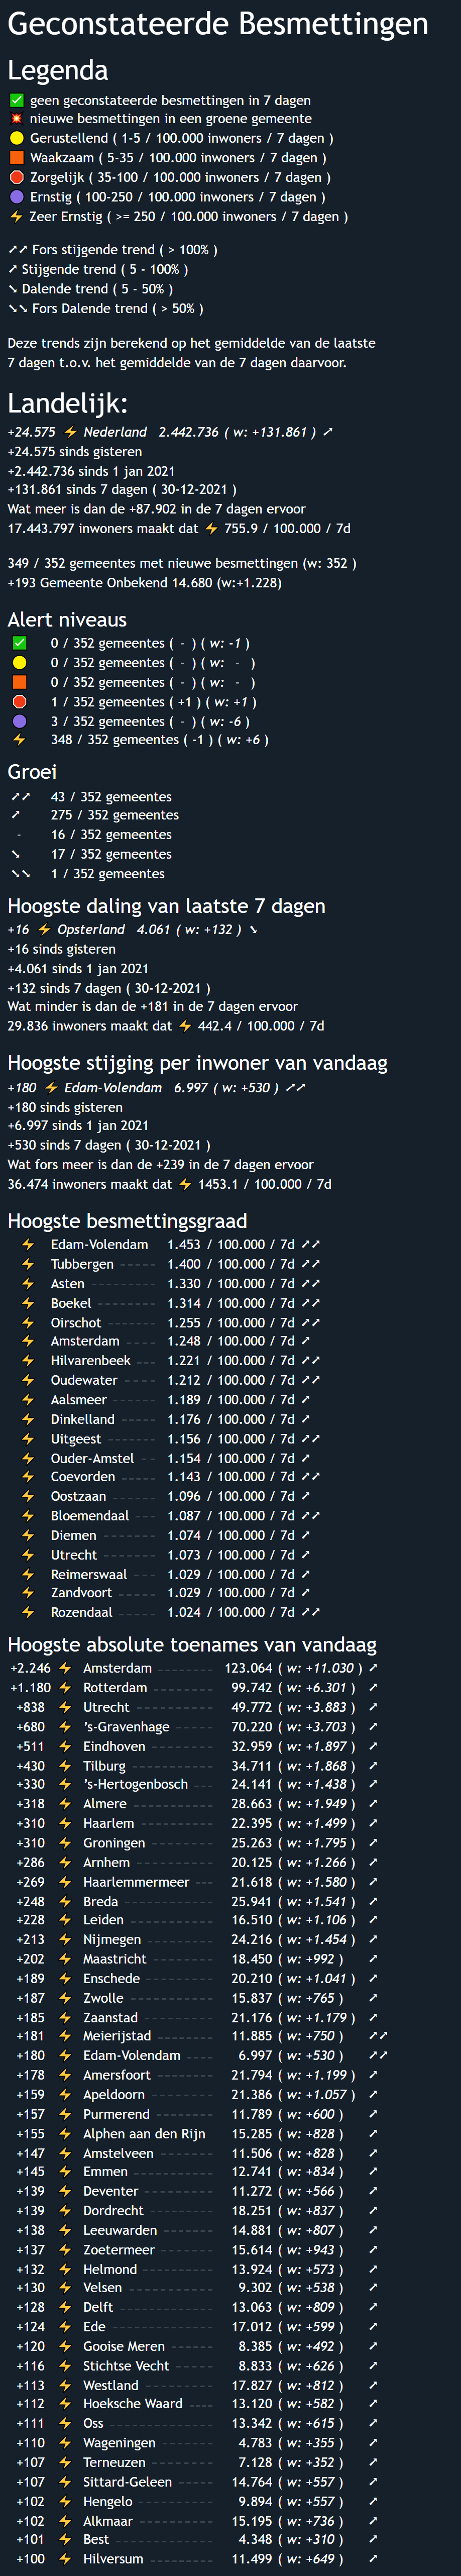 Geconstateerde Besmettingen
Legenda
✅ geen geconstateerde besmettingen in 7 dagen
💥 nieuwe besmettingen in een groene gemeente
🟡 Gerustellend ( 1-5 / 100.000 inwoners / 7 dagen )
🟧 Waakzaam ( 5-35 / 100.000 inwoners / 7 dagen )
🛑 Zorgelijk ( 35-100 / 100.000 inwoners / 7 dagen )
🟣 Ernstig ( 100-250 / 100.000 inwoners / 7 dagen )
⚡ Zeer Ernstig ( >= 250 / 100.000 inwoners / 7 dagen )
➚➚ Fors stijgende trend ( > 100% )
➚ Stijgende trend ( 5 - 100% )
➘ Dalende trend ( 5 - 50% )
➘➘ Fors Dalende trend ( > 50% )
Deze trends zijn berekend op het gemiddelde van de laatste
7 dagen t.o.v. het gemiddelde van de 7 dagen daarvoor.
Landelijk:
+24.575 ⚡ Nederland 2.442.736 ( w: +131.861 ) ➚
+24.575 sinds gisteren
+2.442.736 sinds 1 jan 2021
+131.861 sinds 7 dagen ( 30-12-2021 )
Wat meer is dan de +87.902 in de 7 dagen ervoor
17.443.797 inwoners maakt dat ⚡ 755.9 / 100.000 / 7d
349 / 352 gemeentes met nieuwe besmettingen (w: 352 )
+193 Gemeente Onbekend 14.680 (w:+1.228)
Alert niveaus
✅ 0 / 352 gemeentes ( - ) ( w: -1 )
🟡 0 / 352 gemeentes ( - ) ( w: - )
🟧 0 / 352 gemeentes ( - ) ( w: - )
🛑 1 / 352 gemeentes ( +1 ) ( w: +1 )
🟣 3 / 352 gemeentes ( - ) ( w: -6 )
⚡ 348 / 352 gemeentes ( -1 ) ( w: +6 )
Groei
➚➚ 43 / 352 gemeentes
➚ 275 / 352 gemeentes
- 16 / 352 gemeentes
➘ 17 / 352 gemeentes
➘➘ 1 / 352 gemeentes
Hoogste daling van laatste 7 dagen
+16 ⚡ Opsterland 4.061 ( w: +132 ) ➘
+16 sinds gisteren
+4.061 sinds 1 jan 2021
+132 sinds 7 dagen ( 30-12-2021 )
Wat minder is dan de +181 in de 7 dagen ervoor
29.836 inwoners maakt dat ⚡ 442.4 / 100.000 / 7d
Hoogste stijging per inwoner van vandaag
+180 ⚡ Edam-Volendam 6.997 ( w: +530 ) ➚➚
+180 sinds gisteren
+6.997 sinds 1 jan 2021
+530 sinds 7 dagen ( 30-12-2021 )
Wat fors meer is dan de +239 in de 7 dagen ervoor
36.474 inwoners maakt dat ⚡ 1453.1 / 100.000 / 7d
Hoogste besmettingsgraad
⚡ Edam-Volendam 1.453 / 100.000 / 7d ➚➚
⚡ Tubbergen ----- 1.400 / 100.000 / 7d ➚➚
⚡ Asten --------- 1.330 / 100.000 / 7d ➚➚
⚡ Boekel -------- 1.314 / 100.000 / 7d ➚➚
⚡ Oirschot ------ 1.255 / 100.000 / 7d ➚➚
⚡ Amsterdam ---- 1.248 / 100.000 / 7d ➚
⚡ Hilvarenbeek --- 1.221 / 100.000 / 7d ➚➚
⚡ Oudewater ---- 1.212 / 100.000 / 7d ➚➚
⚡ Aalsmeer ------ 1.189 / 100.000 / 7d ➚
⚡ Dinkelland ----- 1.176 / 100.000 / 7d ➚
⚡ Uitgeest ------- 1.156 / 100.000 / 7d ➚➚
⚡ Ouder-Amstel -- 1.154 / 100.000 / 7d ➚
⚡ Coevorden ----- 1.143 / 100.000 / 7d ➚➚
⚡ Oostzaan ------ 1.096 / 100.000 / 7d ➚
⚡ Bloemendaal --- 1.087 / 100.000 / 7d ➚➚
⚡ Diemen -------- 1.074 / 100.000 / 7d ➚
⚡ Utrecht -------- 1.073 / 100.000 / 7d ➚
⚡ Reimerswaal --- 1.029 / 100.000 / 7d ➚
⚡ Zandvoort ----- 1.029 / 100.000 / 7d ➚
⚡ Rozendaal ----- 1.024 / 100.000 / 7d ➚➚
Hoogste absolute toenames van vandaag
+2.246 ⚡ Amsterdam -------- 123.064 ( w: +11.030 ) ➚
+1.180 ⚡ Rotterdam --------- 99.742 ( w: +6.301 ) ➚
+838 ⚡ Utrecht ------------ 49.772 ( w: +3.883 ) ➚
+680 ⚡ 's-Gravenhage ----- 70.220 ( w: +3.703 ) ➚
+511 ⚡ Eindhoven --------- 32.959 ( w: +1.897 ) ➚
+430 ⚡ Tilburg ------------ 34.711 ( w: +1.868 ) ➚
+330 ⚡ 's-Hertogenbosch --- 24.141 ( w: +1.438 ) ➚
+318 ⚡ Almere ------------ 28.663 ( w: +1.949 ) ➚
+310 ⚡ Haarlem ----------- 22.395 ( w: +1.499 ) ➚
+310 ⚡ Groningen --------- 25.263 ( w: +1.795 ) ➚
+286 ⚡ Arnhem ----------- 20.125 ( w: +1.266 ) ➚
+269 ⚡ Haarlemmermeer --- 21.618 ( w: +1.580 ) ➚
+248 ⚡ Breda ------------- 25.941 ( w: +1.541 ) ➚
+228 ⚡ Leiden ------------ 16.510 ( w: +1.106 ) ➚
+213 ⚡ Nijmegen ---------- 24.216 ( w: +1.454 ) ➚
+202 ⚡ Maastricht --------- 18.450 ( w: +992 ) ➚
+189 ⚡ Enschede ---------- 20.210 ( w: +1.041 ) ➚
+187 ⚡ Zwolle ------------ 15.837 ( w: +765 ) ➚
+185 ⚡ Zaanstad ---------- 21.176 ( w: +1.179 ) ➚
+181 ⚡ Meierijstad -------- 11.885 ( w: +750 ) ➚➚
+180 ⚡ Edam-Volendam ---- 6.997 ( w: +530 ) ➚➚
+178 ⚡ Amersfoort -------- 21.794 ( w: +1.199 ) ➚
+159 ⚡ Apeldoorn --------- 21.386 ( w: +1.057 ) ➚
+157 ⚡ Purmerend -------- 11.789 ( w: +600 ) ➚
+155 ⚡ Alphen aan den Rijn 15.285 ( w: +828 ) ➚
+147 ⚡ Amstelveen -------- 11.506 ( w: +828 ) ➚
+145 ⚡ Emmen ------------ 12.741 ( w: +834 ) ➚
+139 ⚡ Deventer ---------- 11.272 ( w: +566 ) ➚
+139 ⚡ Dordrecht --------- 18.251 ( w: +837 ) ➚
+138 ⚡ Leeuwarden ------- 14.881 ( w: +807 ) ➚
+137 ⚡ Zoetermeer -------- 15.614 ( w: +943 ) ➚
+132 ⚡ Helmond ---------- 13.924 ( w: +573 ) ➚
+130 ⚡ Velsen ------------ 9.302 ( w: +538 ) ➚
+128 ⚡ Delft -------------- 13.063 ( w: +809 ) ➚
+124 ⚡ Ede --------------- 17.012 ( w: +599 ) ➚
+120 ⚡ Gooise Meren ------ 8.385 ( w: +492 ) ➚
+116 ⚡ Stichtse Vecht ----- 8.833 ( w: +626 ) ➚
+113 ⚡ Westland ---------- 17.827 ( w: +812 ) ➚
+112 ⚡ Hoeksche Waard ---- 13.120 ( w: +582 ) ➚
+111 ⚡ Oss --------------- 13.342 ( w: +615 ) ➚
+110 ⚡ Wageningen ------- 4.783 ( w: +355 ) ➚
+107 ⚡ Terneuzen --------- 7.128 ( w: +352 ) ➚
+107 ⚡ Sittard-Geleen ----- 14.764 ( w: +557 ) ➚
+102 ⚡ Hengelo ----------- 9.894 ( w: +557 ) ➚
+102 ⚡ Alkmaar ----------- 15.195 ( w: +736 ) ➚
+101 ⚡ Best -------------- 4.348 ( w: +310 ) ➚
+100 ⚡ Hilversum --------- 11.499 ( w: +649 ) ➚